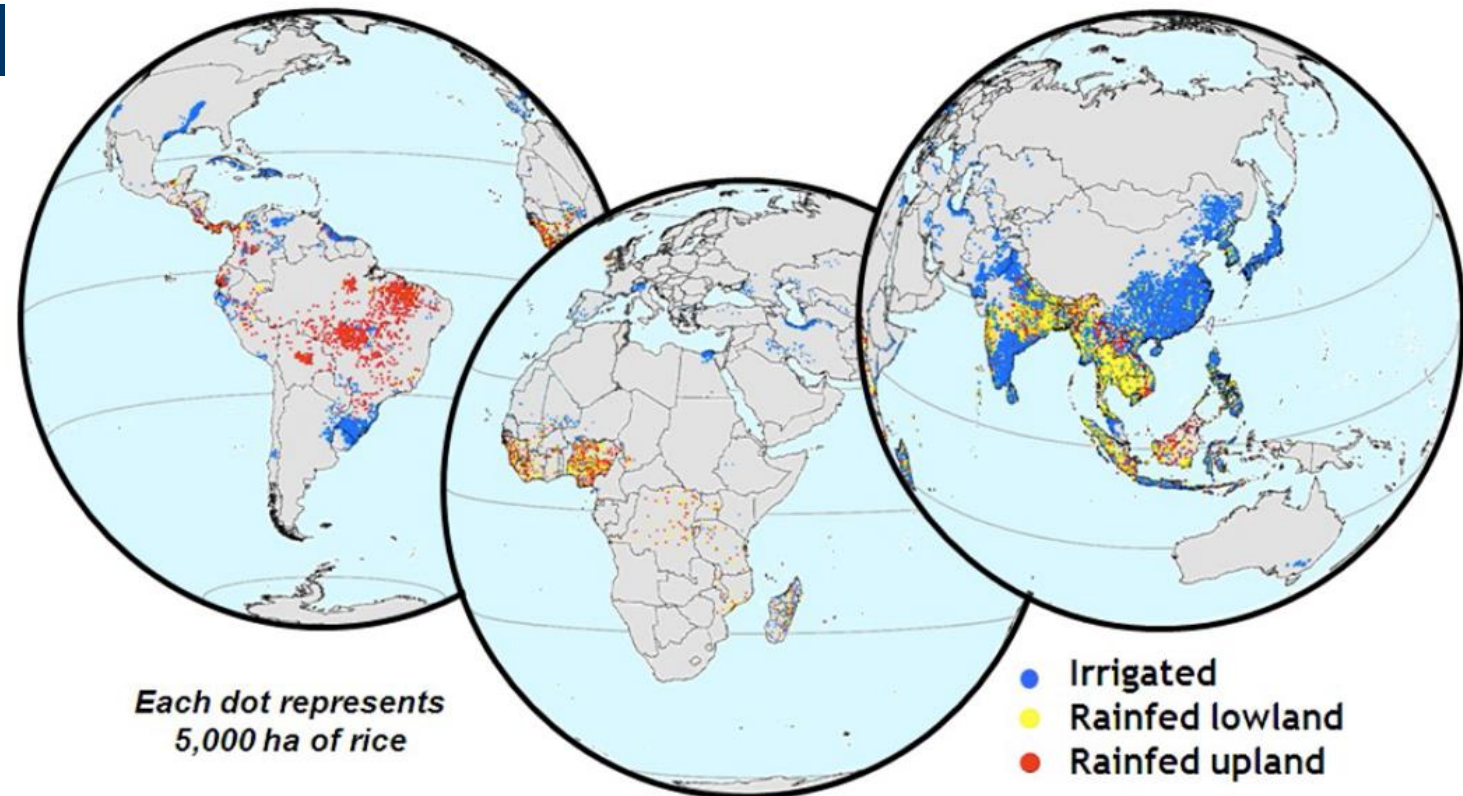 Each dot represents
5,000 ha of rice
Irrigated
Rainfed lowland
Rainfed upland